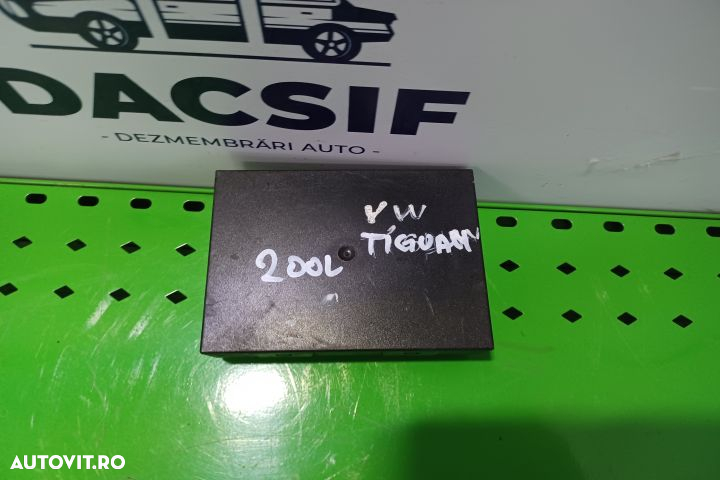 DACSIF
- DEZMEMBRĂRI AUTO -
VW
TIGUAN
200L
AUTOVIT.RO